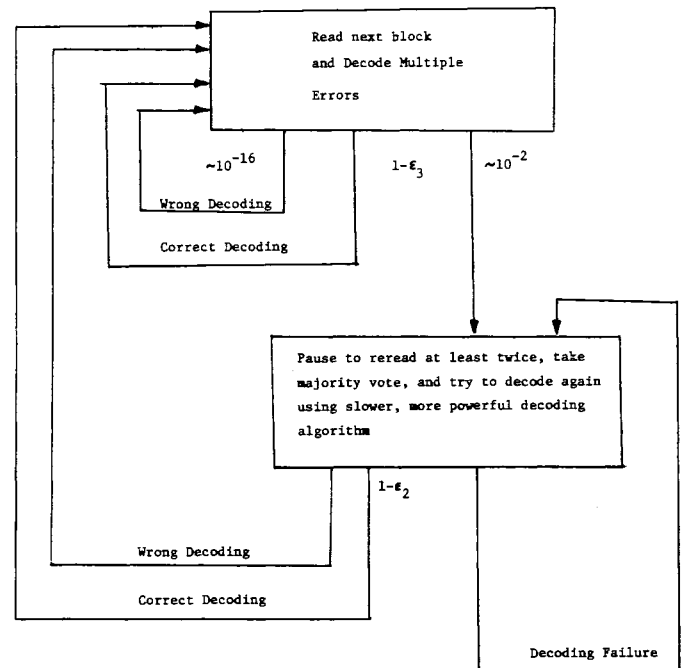 Read next block
and Decode Multiple
Errors
~10^-16
1-ε₃
~10^-2
Wrong Decoding
Correct Decoding
Pause to reread at least twice, take
majority vote, and try to decode again
using slower, more powerful decoding
algorithm
1-ε₂
Wrong Decoding
Correct Decoding
Decoding Failure